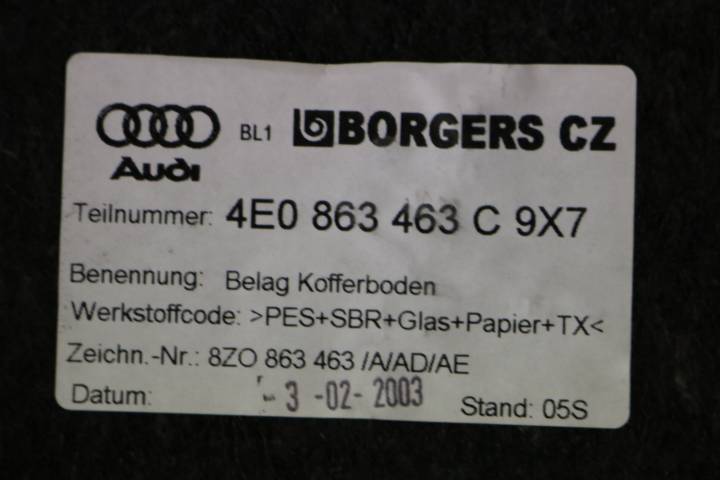 BL1 BORGERS CZ
Audi
Teilnummer: 4E0 863 463 C 9X7
Benennung: Belag Kofferboden
Werkstoffcode: >PES+SBR+Glas+Papier+TX<
Zeichn.-Nr.: 8ZO 863 463 /A/AD/AE
Datum: - 3 -02- 2003 Stand: 05S